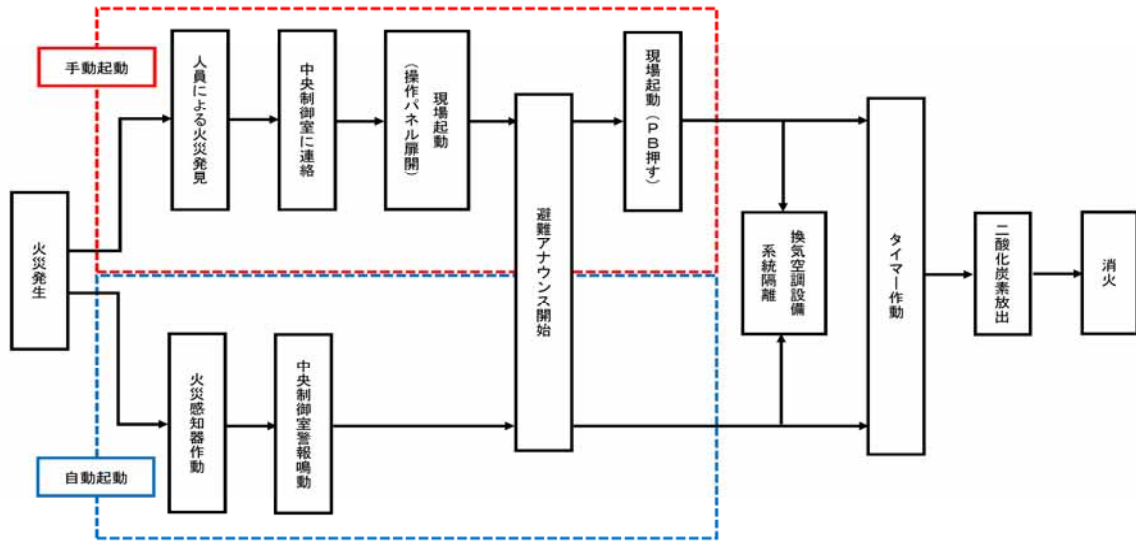 手動起動
人員による火災発見
中央制御室に連絡
現場起動
(操作パネル扉開)
現場起動(PB押す)
火災発生
避難アナウンス開始
換気空調設備
系統隔離
タイマー作動
二酸化炭素放出
消火
火災感知器作動
中央制御室警報鳴動
自動起動